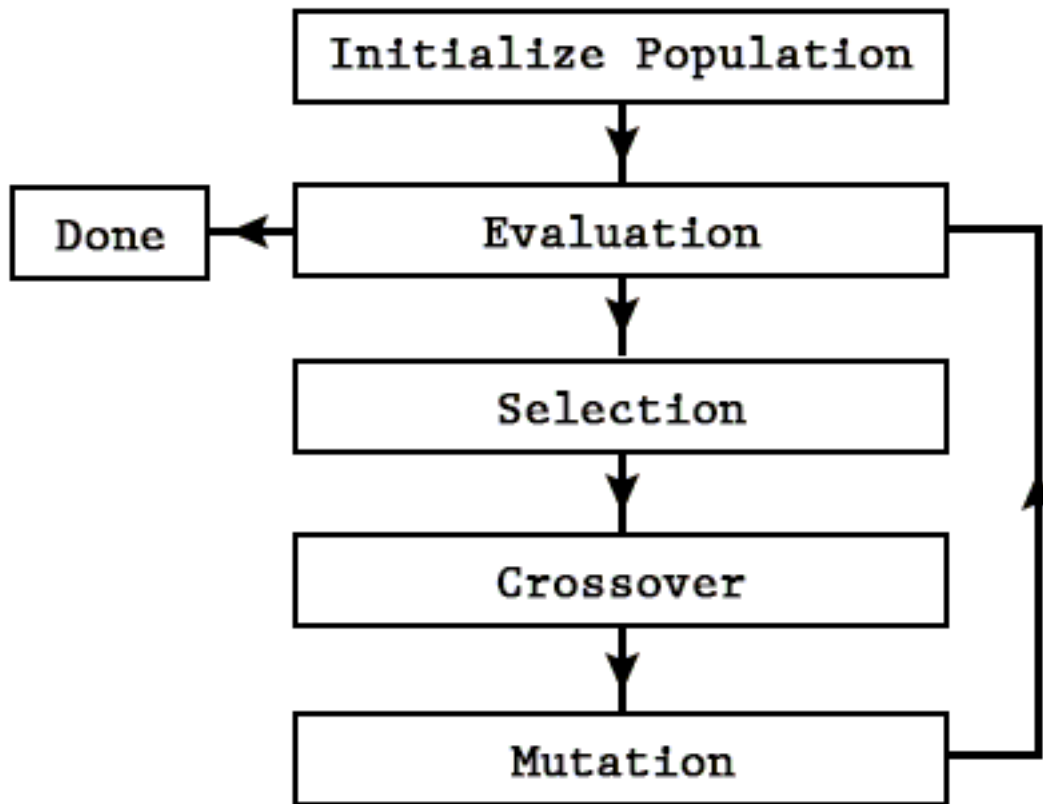 Initialize Population
Done
Evaluation
Selection
Crossover
Mutation